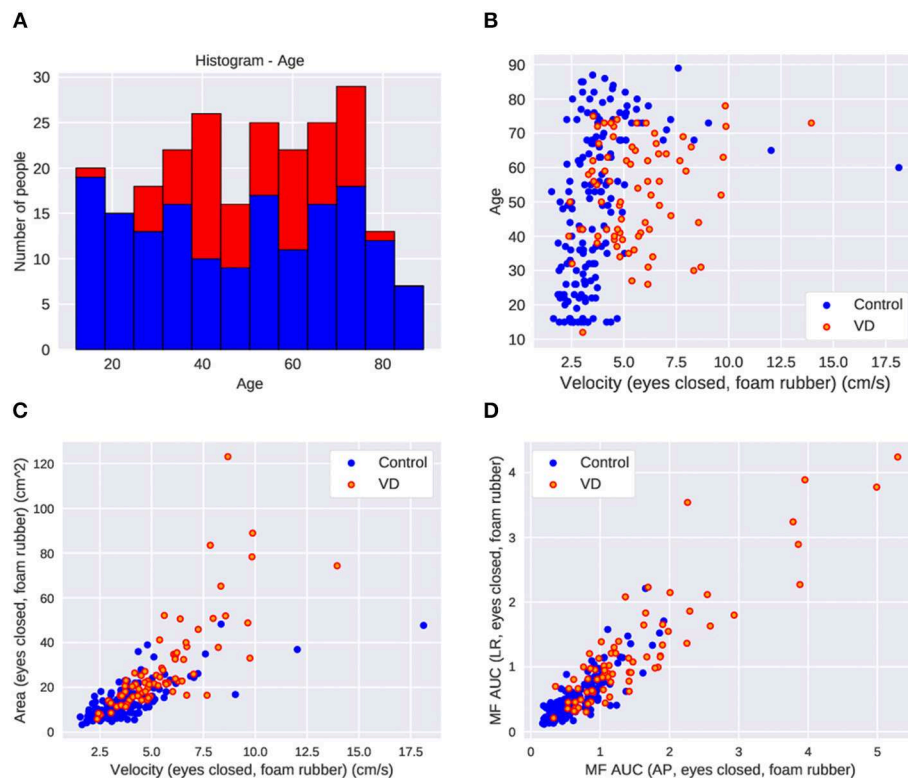 A
Histogram - Age
30
25
20
15
10
5
0
Number of people
20
40
60
80
Age
B
90
80
70
60
50
40
30
20
10
Age
Control
VD
2.5
5.0
7.5
10.0
12.5
15.0
17.5
Velocity (eyes closed, foam rubber) (cm/s)
C
Control
VD
120
100
80
60
40
20
0
Area (eyes closed, foam rubber) (cm^2)
2.5
5.0
7.5
10.0
12.5
15.0
17.5
Velocity (eyes closed, foam rubber) (cm/s)
D
Control
VD
4
3
2
1
0
MF AUC (LR, eyes closed, foam rubber)
0
1
2
3
4
5
MF AUC (AP, eyes closed, foam rubber